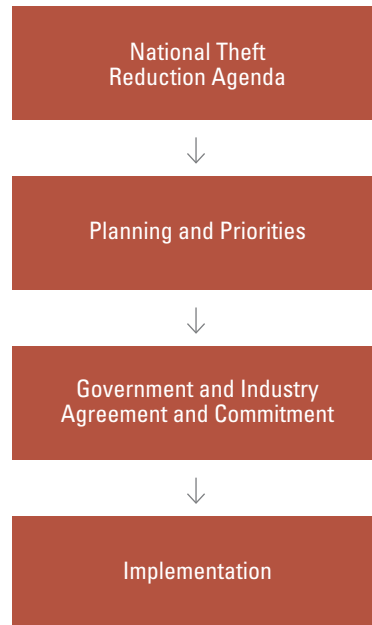 National Theft
Reduction Agenda
Planning and Priorities
Government and Industry
Agreement and Commitment
Implementation